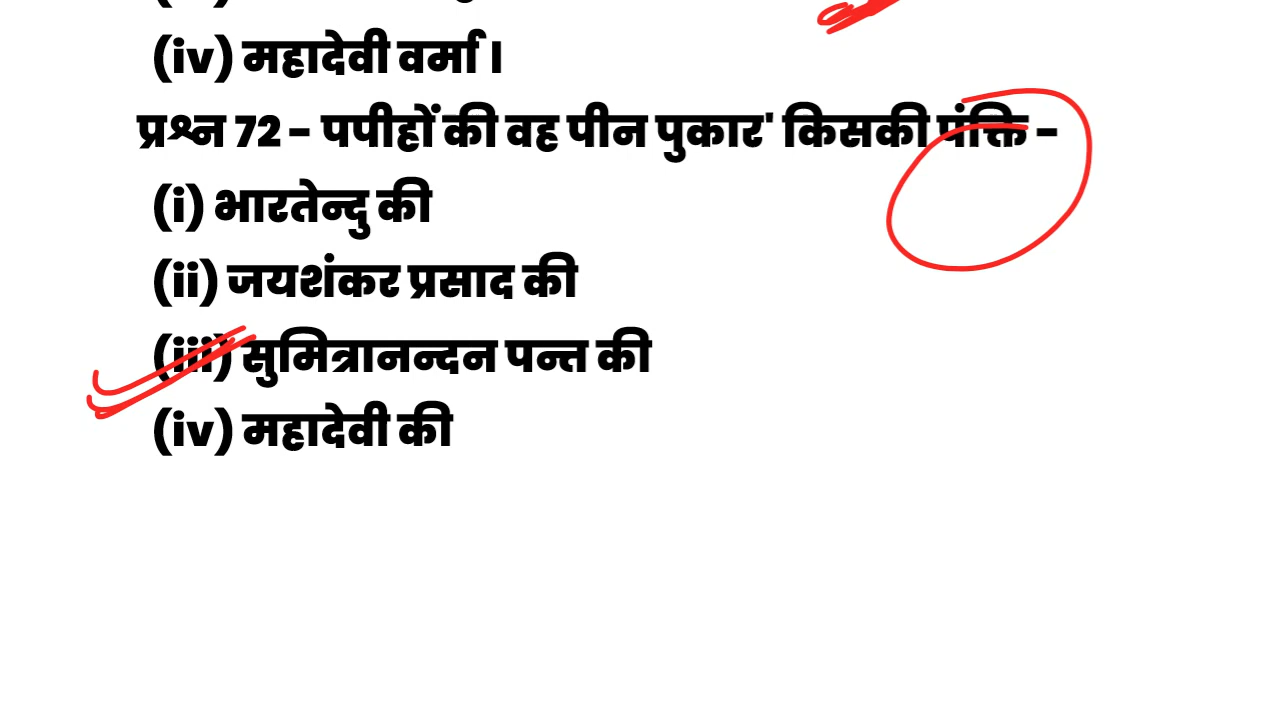 (iv) महादेवी वर्मा ।
प्रश्न 72 - पपीहों की वह पीन पुकार' किसकी पंक्ति -
(i) भारतेन्दु की
(ii) जयशंकर प्रसाद की
(iii) सुमित्रानन्दन पन्त की
(iv) महादेवी की